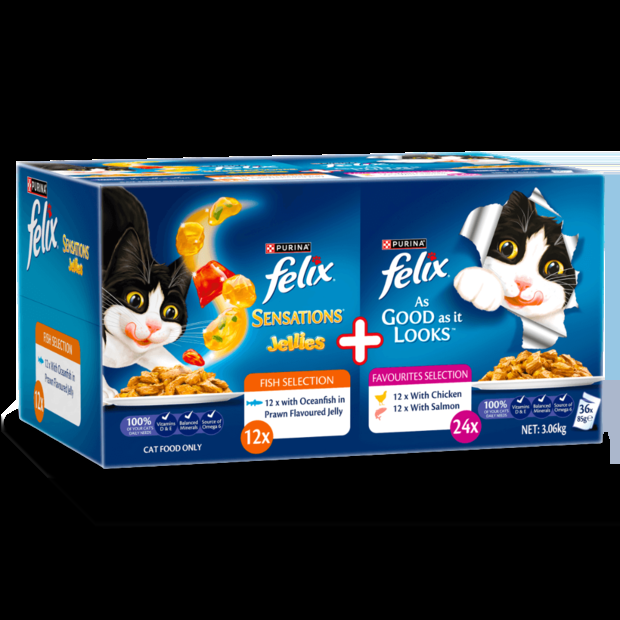 PURINA
felix
SENSATIONS
Jellies
FISH SELECTION
12 x with Oceanfish in
Prawn Flavoured Jelly
12x
PURINA
felix
SENSATIONS
Jellies
FISH SELECTION
12 x with Oceanfish in
Prawn Flavoured Jelly
12x
100%
OF YOUR CAT'S
DAILY NEEDS
Vitamins
D & E
Balanced
Minerals
Source of
Omega 6
CAT FOOD ONLY
+
PURINA
felix
As
GOOD as it
LOOKS™
FAVOURITES SELECTION
12 x With Chicken
12 x With Salmon
24x
100%
OF YOUR CAT'S
DAILY NEEDS
Vitamins
D & E
Balanced
Minerals
Source of
Omega 6
36x
85g℮
NET: 3.06kg